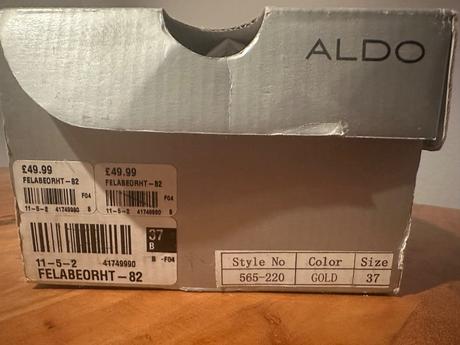 ALDO
£49.99
FELABEORHT-82
F04
11-5-2 41749990 B
£49.99
FELABEORHT-82
F04
11-5-2 41749990 B
37
B
B -F04
11-5-2 41749990
FELABEORHT-82
Style No Color Size
565-220 GOLD 37